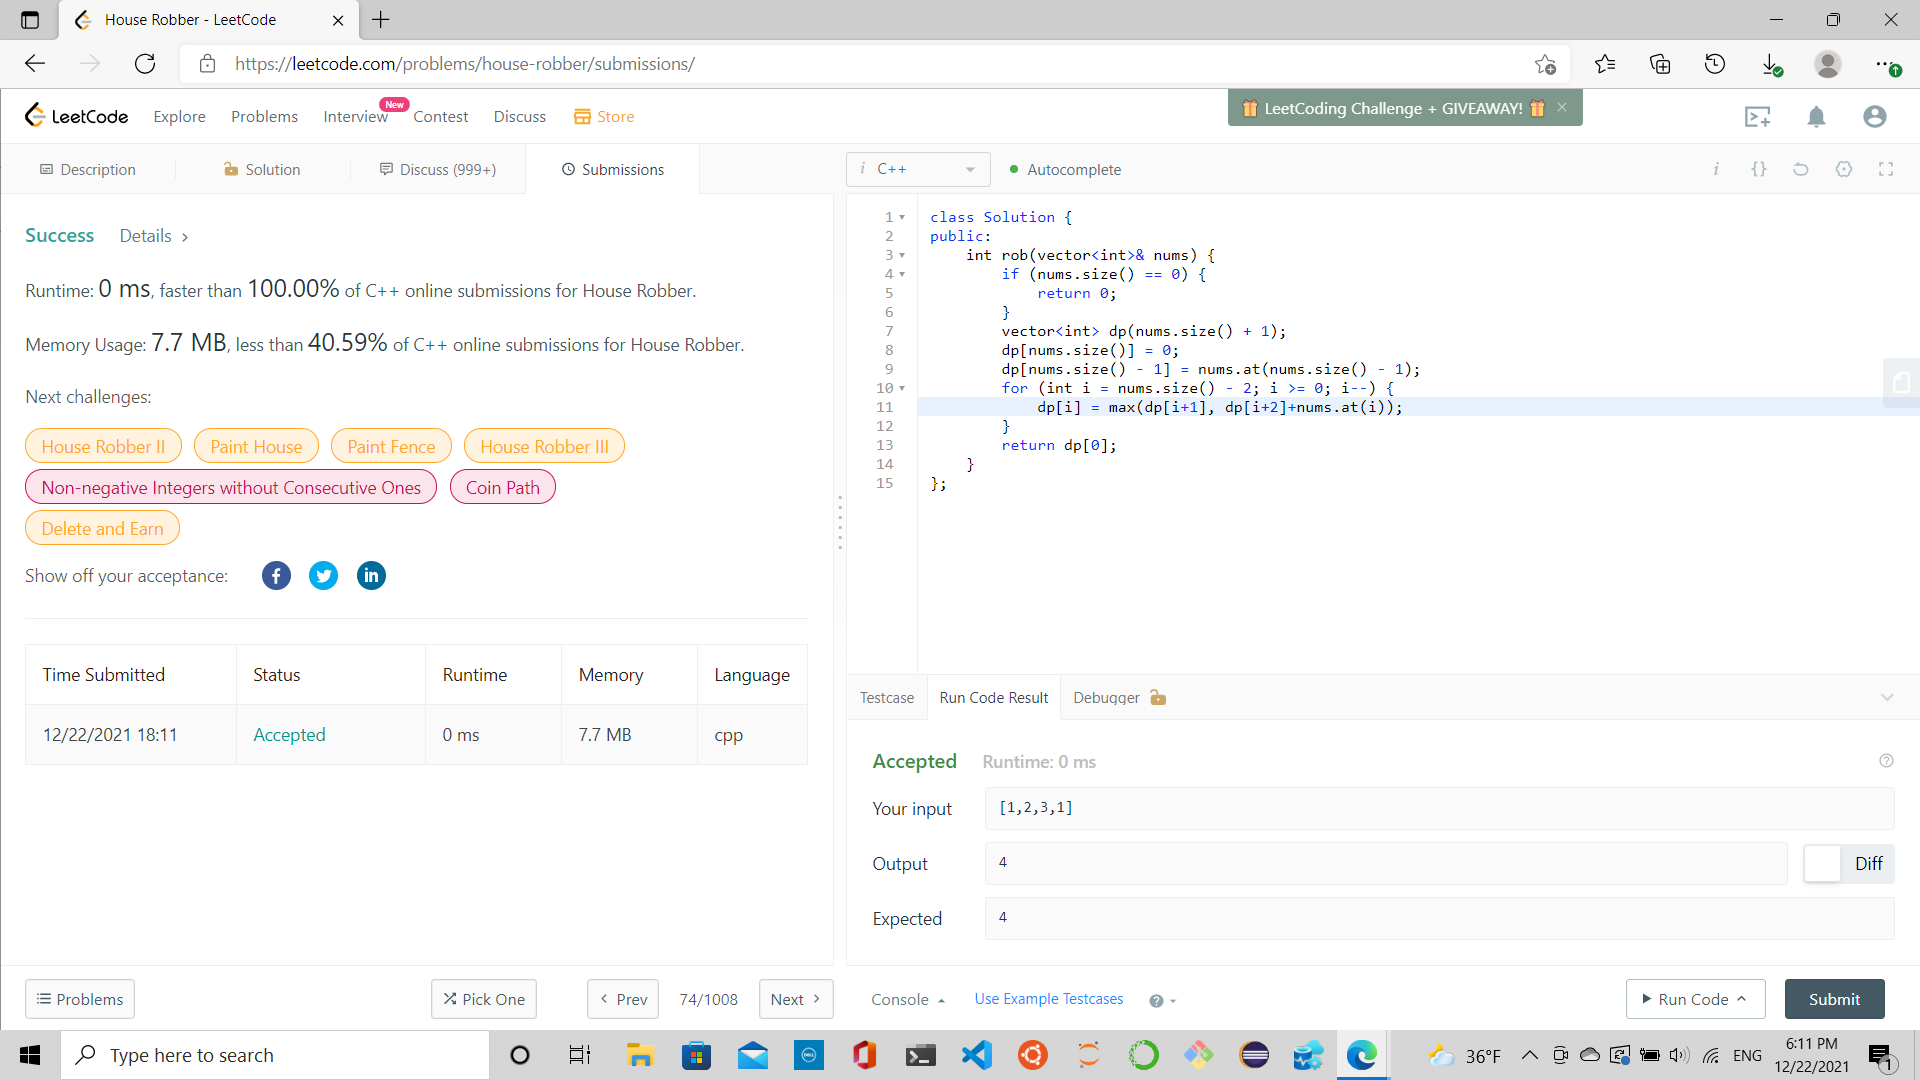 House Robber - LeetCode
https://leetcode.com/problems/house-robber/submissions/
LeetCode Explore Problems Interview New Contest Discuss Store
LeetCoding Challenge + GIVEAWAY!
Description Solution Discuss (999+) Submissions
i C++ Autocomplete i {}
Success Details >
Runtime: 0 ms, faster than 100.00% of C++ online submissions for House Robber.
Memory Usage: 7.7 MB, less than 40.59% of C++ online submissions for House Robber.
Next challenges:
House Robber II Paint House Paint Fence House Robber III
Non-negative Integers without Consecutive Ones Coin Path
Delete and Earn
Show off your acceptance:
Time Submitted Status Runtime Memory Language
12/22/2021 18:11 Accepted 0 ms 7.7 MB cpp
1 class Solution {
2 public:
3 int rob(vector<int>& nums) {
4 if (nums.size() == 0) {
5 return 0;
6 }
7 vector<int> dp(nums.size() + 1);
8 dp[nums.size()] = 0;
9 dp[nums.size() - 1] = nums.at(nums.size() - 1);
10 for (int i = nums.size() - 2; i >= 0; i--) {
11 dp[i] = max(dp[i+1], dp[i+2]+nums.at(i));
12 }
13 return dp[0];
14 }
15 };
Testcase Run Code Result Debugger
Accepted Runtime: 0 ms
Your input [1,2,3,1]
Output 4 Diff
Expected 4
Problems Pick One < Prev 74/1008 Next > Console Use Example Testcases Run Code Submit
Type here to search
DELL
36°F ENG
6:11 PM
12/22/2021
1